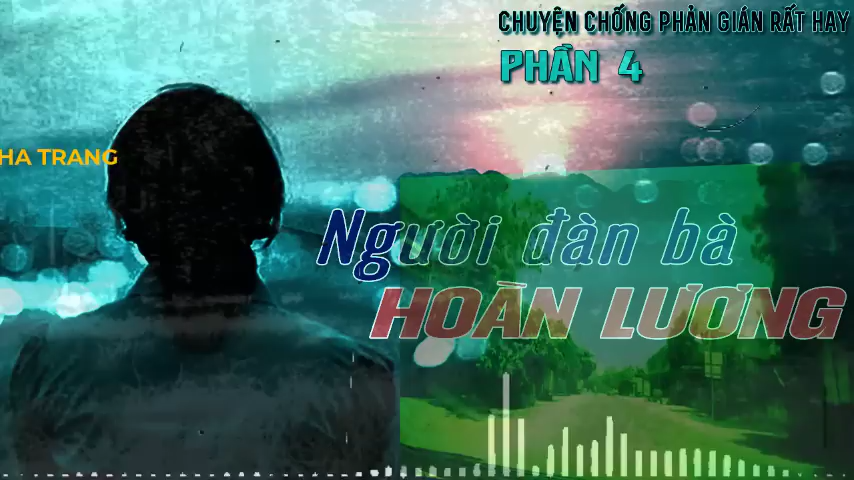 CHUYỆN CHỐNG PHẢN GIÁN RẤT HAY
PHẦN 4
HA TRANG
Người đàn bà
HOÀN LƯƠNG